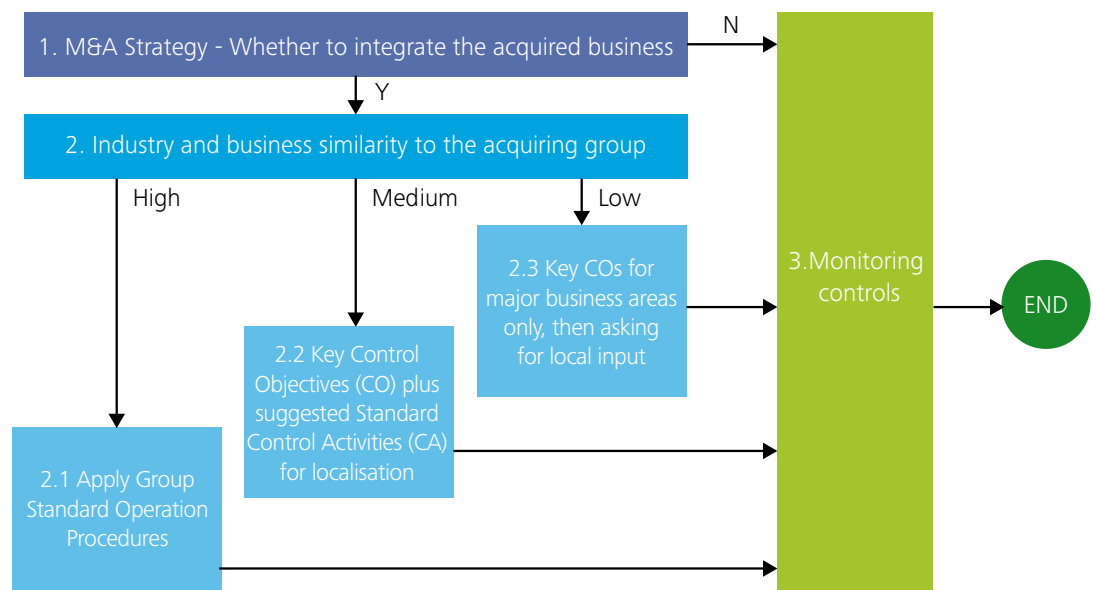 1. M&A Strategy - Whether to integrate the acquired business
N
Y
2. Industry and business similarity to the acquiring group
High
Medium
Low
2.3 Key COs for
major business areas
only, then asking
for local input
3.Monitoring
controls
END
2.2 Key Control
Objectives (CO) plus
suggested Standard
Control Activities (CA)
for localisation
2.1 Apply Group
Standard Operation
Procedures